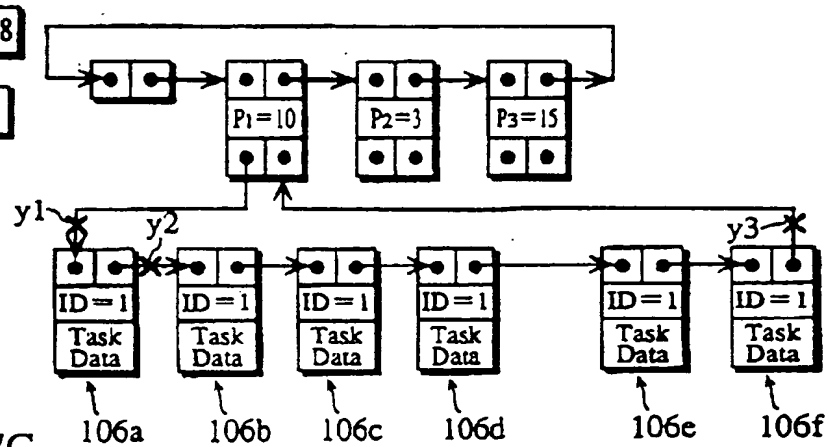 8
P1=10 P2=3 P3=15
y1 y2 y3
ID=1 ID=1 ID=1 ID=1 ID=1 ID=1
Task Task Task Task Task Task
Data Data Data Data Data Data
106a 106b 106c 106d 106e 106f